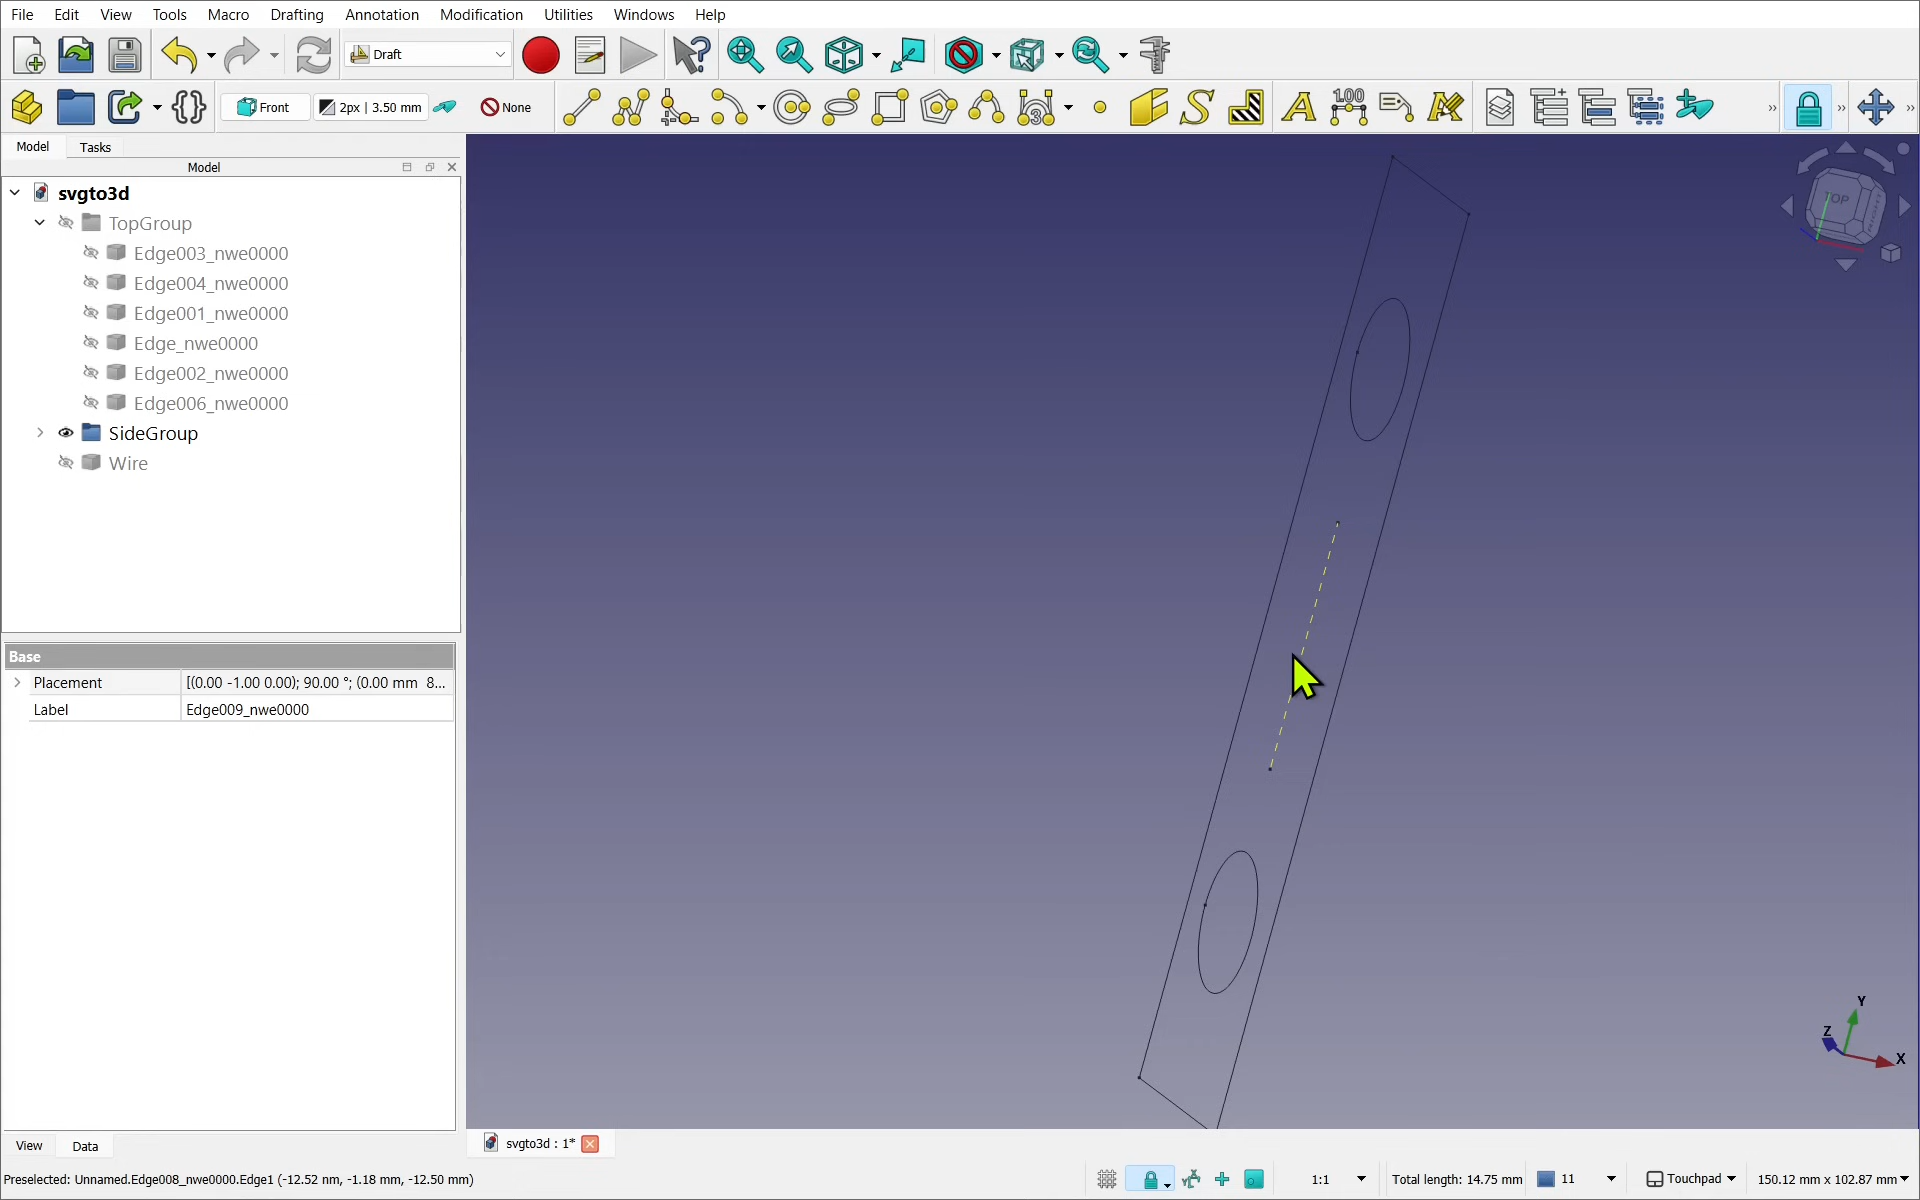 File Edit View Tools Macro Drafting Annotation Modification Utilities Windows Help
Draft
Front 2px | 3.50 mm None 3 A 1.00
Model Tasks
Model
svgto3d
TopGroup
Edge003_nwe0000
Edge004_nwe0000
Edge001_nwe0000
Edge_nwe0000
Edge002_nwe0000
Edge006_nwe0000
SideGroup
Wire
TOP
Base
Placement [(0.00 -1.00 0.00); 90.00 °; (0.00 mm 8...
Label Edge009_nwe0000
Y
Z
X
View Data
svgto3d : 1*
Preselected: Unnamed.Edge008_nwe0000.Edge1 (-12.52 nm, -1.18 mm, -12.50 mm) 1:1 Total length: 14.75 mm 11 Touchpad 150.12 mm x 102.87 mm